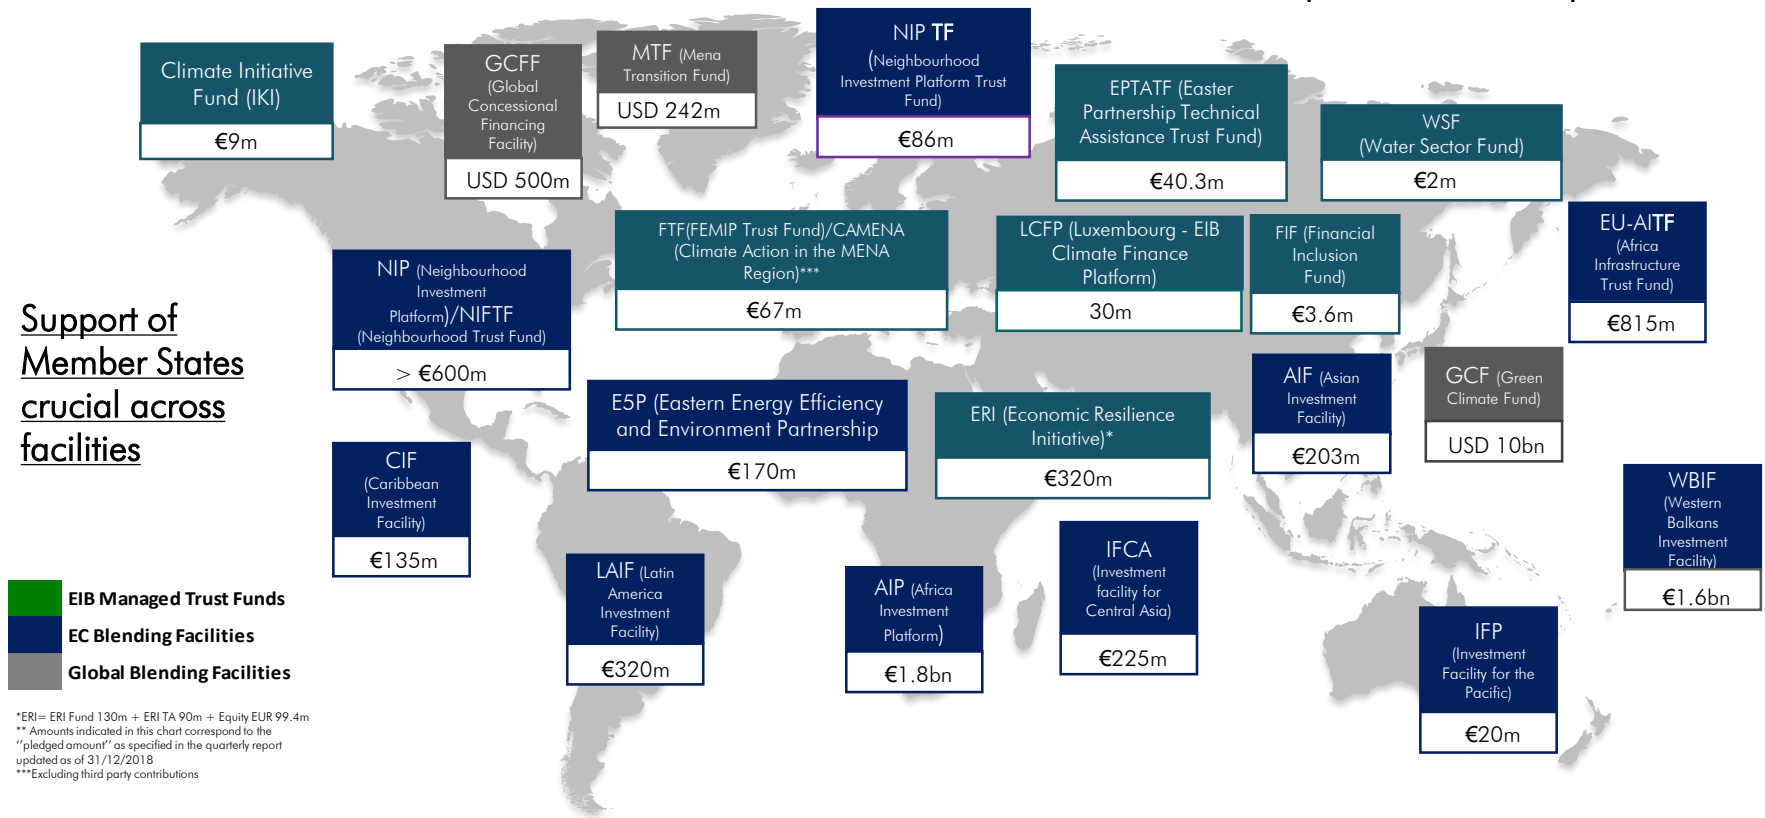 Climate Initiative
Fund (IKI)
€9m
GCFF
(Global
Concessional
Financing
Facility)
USD 500m
MTF (Mena
Transition Fund)
USD 242m
NIP TF
(Neighbourhood
Investment Platform Trust
Fund)
€86m
EPTATF (Easter
Partnership Technical
Assistance Trust Fund)
€40.3m
WSF
(Water Sector Fund)
€2m
EU-AITF
(Africa
Infrastructure
Trust Fund)
€815m
NIP (Neighbourhood
Investment
Platform)/NIFTF
(Neighbourhood Trust Fund)
> €600m
FTF(FEMIP Trust Fund)/CAMENA
(Climate Action in the MENA
Region)***
€67m
LCFP (Luxembourg - EIB
Climate Finance
Platform)
30m
FIF (Financial
Inclusion
Fund)
€3.6m
Support of
Member States
crucial across
facilities
E5P (Eastern Energy Efficiency
and Environment Partnership
€170m
ERI (Economic Resilience
Initiative)*
€320m
AIF (Asian
Investment
Facility)
€203m
GCF (Green
Climate Fund)
USD 10bn
CIF
(Caribbean
Investment
Facility)
€135m
WBIF
(Western
Balkans
Investment
Facility)
€1.6bn
LAIF (Latin
America
Investment
Facility)
€320m
AIP (Africa
Investment
Platform)
€1.8bn
IFCA
(Investment
facility for
Central Asia)
€225m
IFP
(Investment
Facility for the
Pacific)
€20m
EIB Managed Trust Funds
EC Blending Facilities
Global Blending Facilities
*ERI= ERI Fund 130m + ERI TA 90m + Equity EUR 99.4m
** Amounts indicated in this chart correspond to the
‘’pledged amount’’ as specified in the quarterly report
updated as of 31/12/2018
***Excluding third party contributions